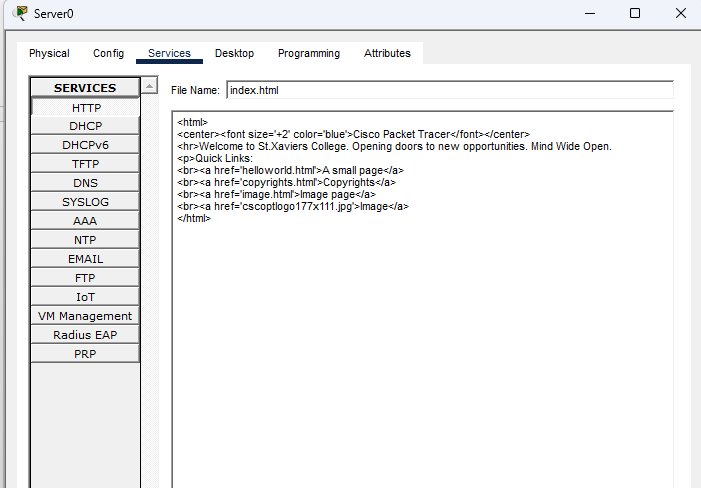 Server0
Physical Config Services Desktop Programming Attributes
SERVICES
HTTP
DHCP
DHCPv6
TFTP
DNS
SYSLOG
AAA
NTP
EMAIL
FTP
IoT
VM Management
Radius EAP
PRP
File Name: index.html
<html>
<center><font size='+2' color='blue'>Cisco Packet Tracer</font></center>
<hr>Welcome to St.Xaviers College. Opening doors to new opportunities. Mind Wide Open.
<p>Quick Links:
<br><a href='helloworld.html'>A small page</a>
<br><a href='copyrights.html'>Copyrights</a>
<br><a href='image.html'>Image page</a>
<br><a href='cscoptlogo177x111.jpg'>Image</a>
</html>